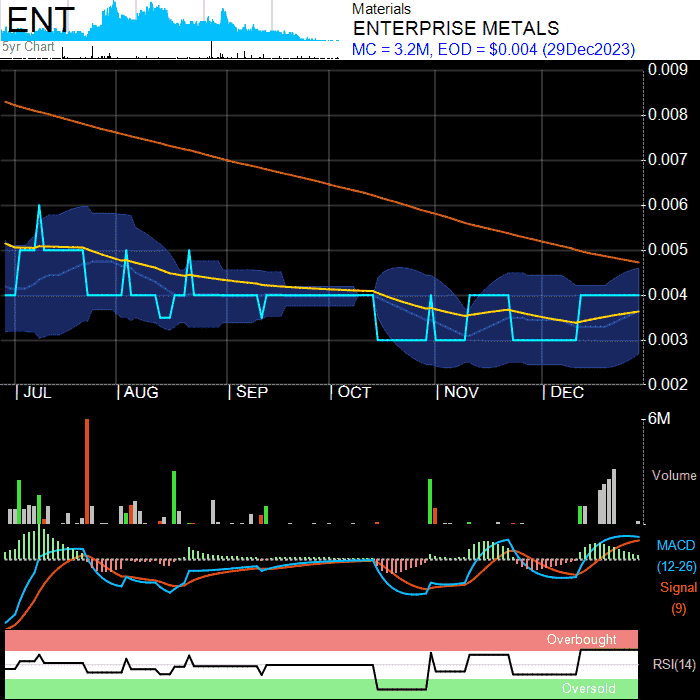 ENT
5yr Chart
Materials
ENTERPRISE METALS
MC = 3.2M, EOD = $0.004 (29Dec2023)
0.009
0.008
0.007
0.006
0.005
0.004
0.003
0.002
JUL AUG SEP OCT NOV DEC
6M
Volume
MACD
(12-26)
Signal
(9)
Overbought
RSI(14)
Oversold